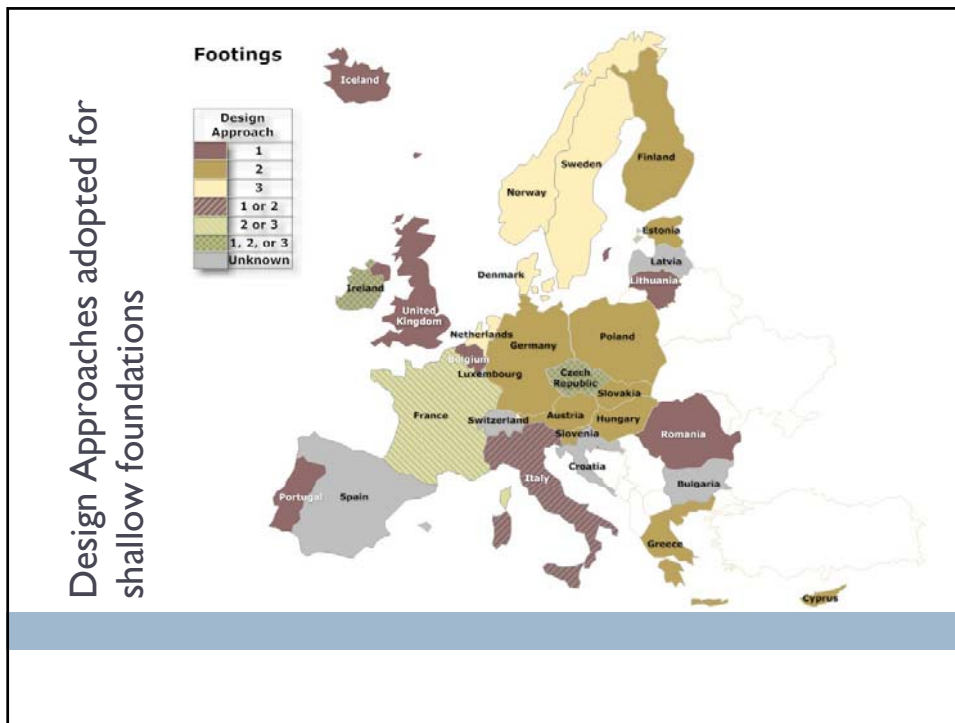 Design Approaches adopted for
shallow foundations
Footings
Design
Approach
1
2
3
1 or 2
2 or 3
1, 2, or 3
Unknown
Iceland
Finland
Sweden
Norway
Estonia
Latvia
Lithuania
Denmark
Ireland
United
Kingdom
Netherlands
Belgium
Luxembourg
Germany
Poland
Czech
Republic
Slovakia
France
Switzerland
Austria
Hungary
Slovenia
Croatia
Romania
Italy
Bulgaria
Portugal
Spain
Greece
Cyprus